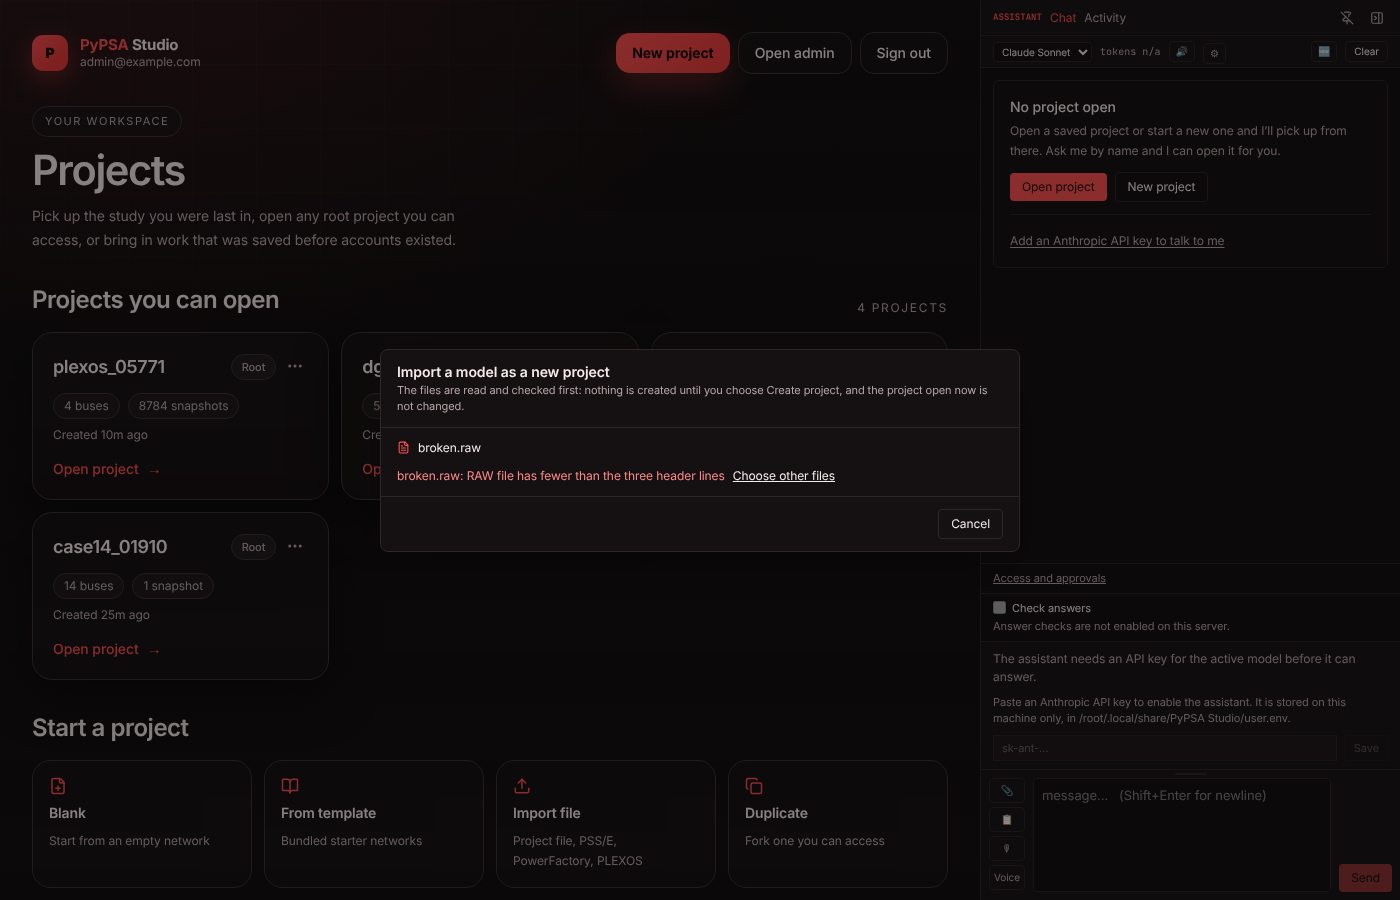 P
PyPSA Studio
admin@example.com
New project
Open admin
Sign out
YOUR WORKSPACE
Projects
Pick up the study you were last in, open any root project you can
access, or bring in work that was saved before accounts existed.
Projects you can open
4 PROJECTS
plexos_05771
Root
4 buses
8784 snapshots
Created 10m ago
Open project →
dg
5
Cre
Op
Import a model as a new project
The files are read and checked first: nothing is created until you choose Create project, and the project open now is
not changed.
broken.raw
broken.raw: RAW file has fewer than the three header lines
Choose other files
Cancel
case14_01910
Root
14 buses
1 snapshot
Created 25m ago
Open project →
Start a project
Blank
Start from an empty network
From template
Bundled starter networks
Import file
Project file, PSS/E,
PowerFactory, PLEXOS
Duplicate
Fork one you can access
ASSISTANT Chat Activity
Claude Sonnet
tokens n/a
Clear
No project open
Open a saved project or start a new one and I'll pick up from
there. Ask me by name and I can open it for you.
Open project
New project
Add an Anthropic API key to talk to me
Access and approvals
Check answers
Answer checks are not enabled on this server.
The assistant needs an API key for the active model before it can
answer.
Paste an Anthropic API key to enable the assistant. It is stored on this
machine only, in /root/.local/share/PyPSA Studio/user.env.
sk-ant-...
Save
message... (Shift+Enter for newline)
Voice
Send